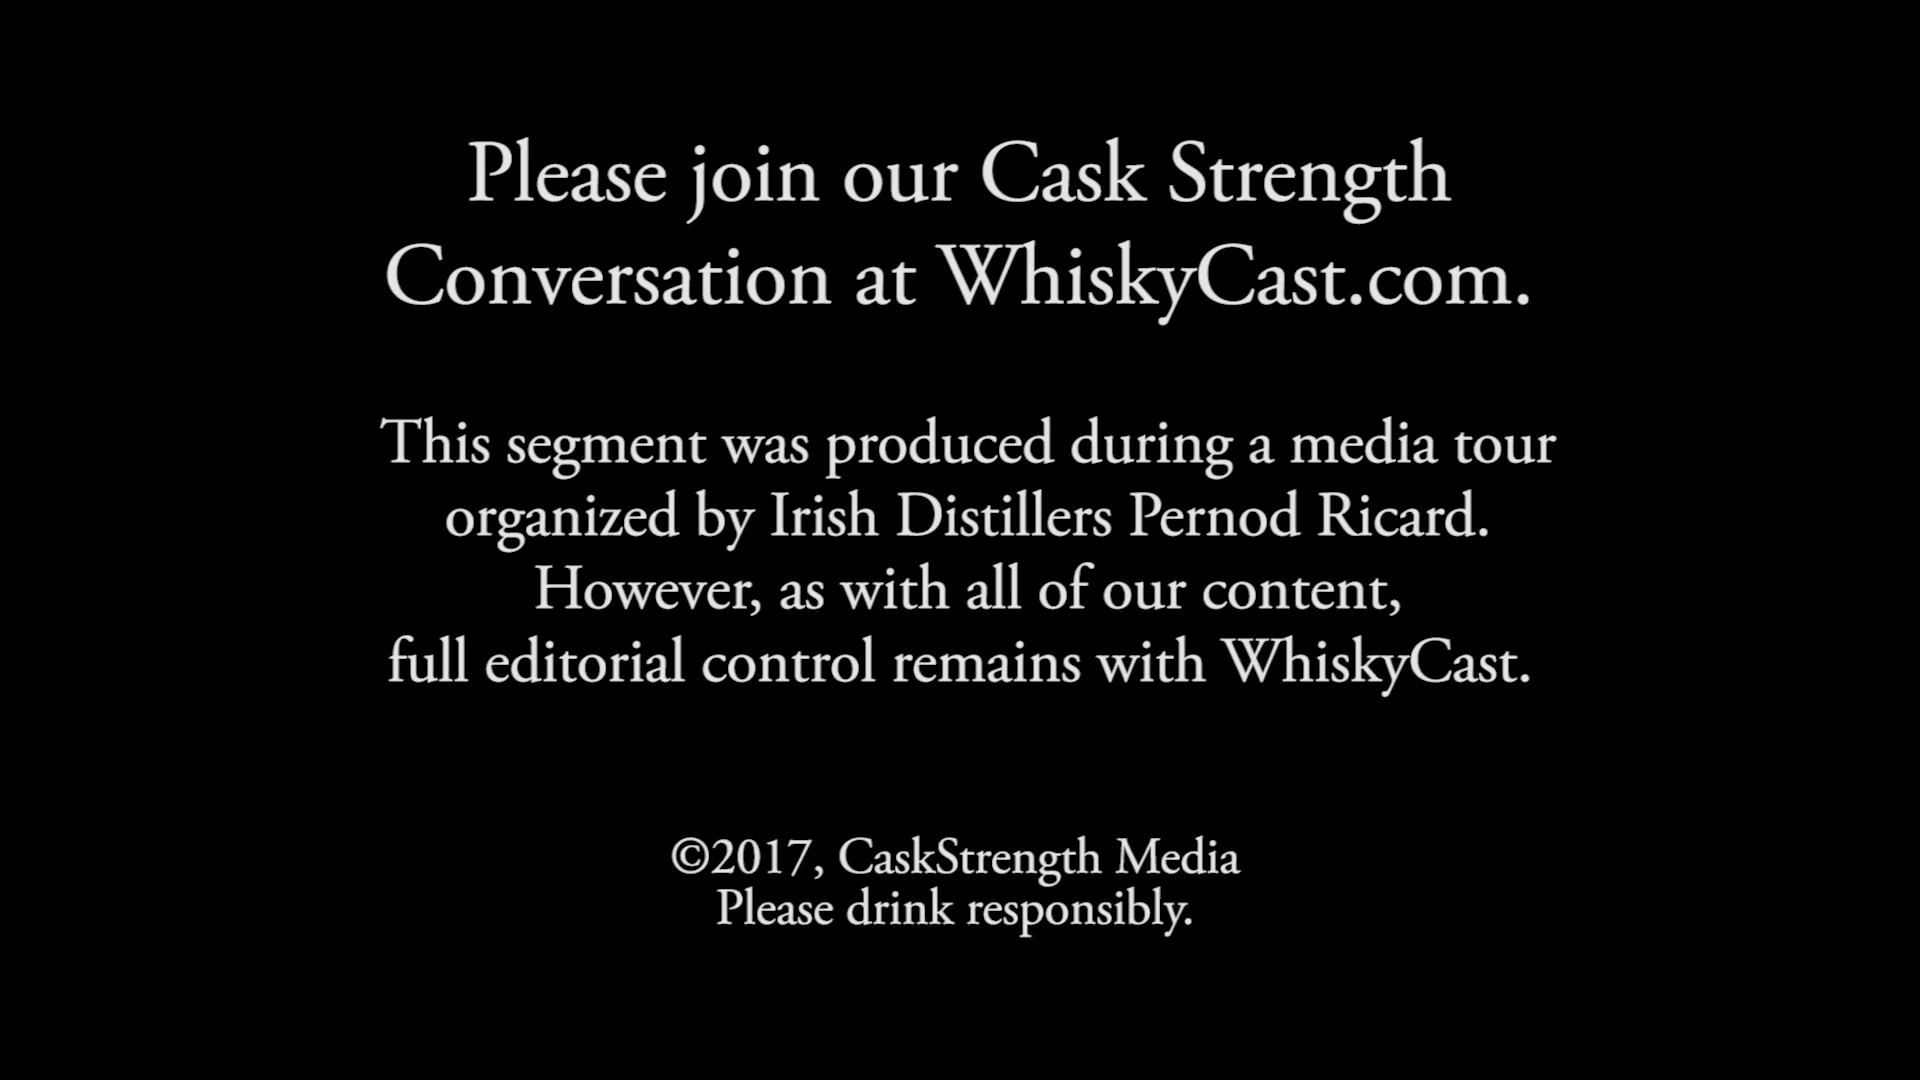 Please join our Cask Strength
Conversation at WhiskyCast.com.
This segment was produced during a media tour
organized by Irish Distillers Pernod Ricard.
However, as with all of our content,
full editorial control remains with WhiskyCast.
©2017, CaskStrength Media
Please drink responsibly.